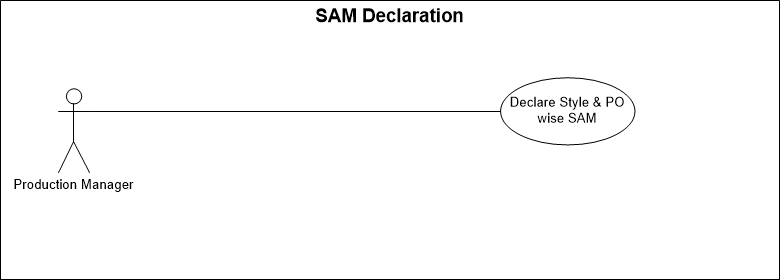 SAM Declaration
Declare Style & PO
wise SAM
Production Manager